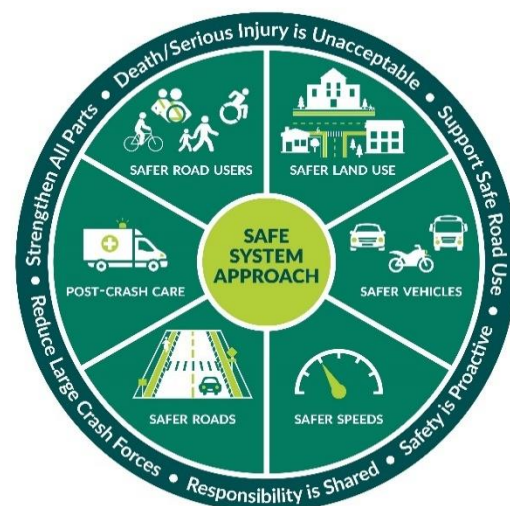 Death/Serious Injury is Unacceptable
Support Safe Road Use
Safety is Proactive
Responsibility is Shared
Reduce Large Crash Forces
Strengthen All Parts
SAFER ROAD USERS
SAFER LAND USE
SAFE
SYSTEM
APPROACH
POST-CRASH CARE
SAFER VEHICLES
SAFER ROADS
SAFER SPEEDS